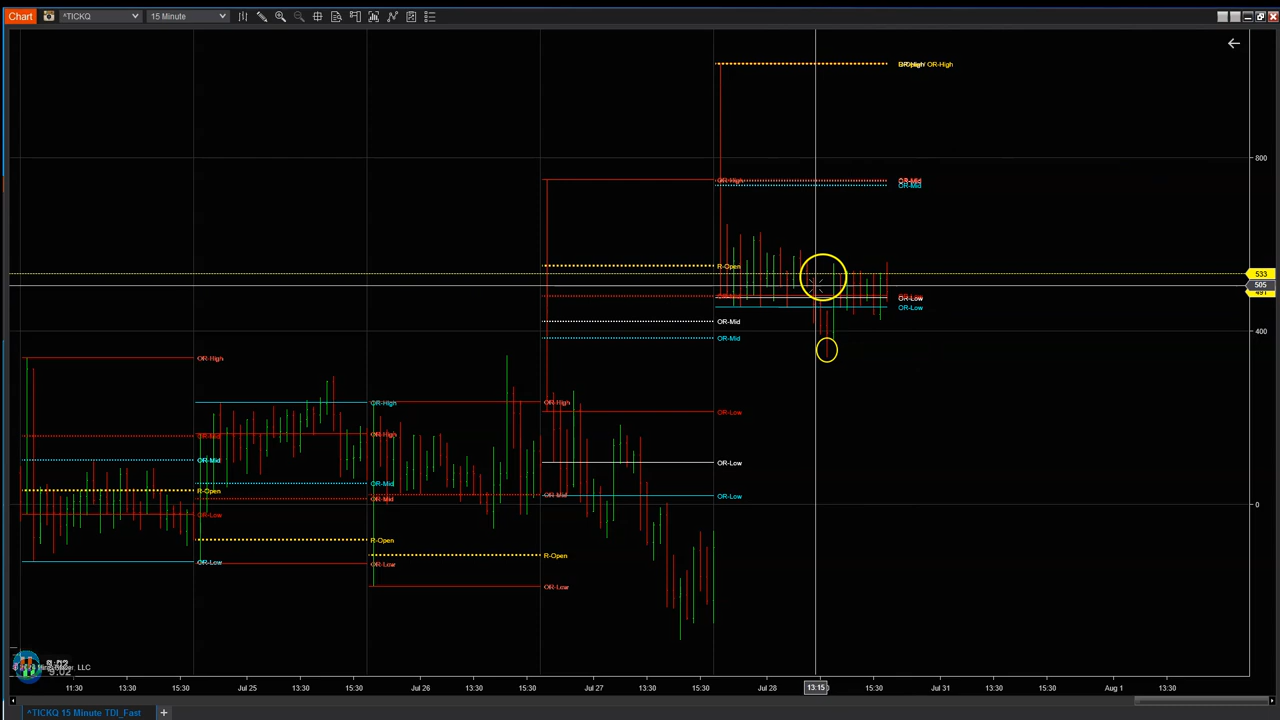 Chart ^TICKQ 15 Minute
OR-High
800
OR-High OR-Mid
OR-Mid
R-Open
533
505
491
OR-Low
OR-Low
OR-Mid
400
OR-Mid
OR-High
OR-High OR-High OR-Low
OR-Mid OR-High
OR-Mid OR-Low
OR-Mid
R-Open OR-Mid OR-Mid OR-Low
0
OR-Low
R-Open
R-Open
OR-Low OR-Low
OR-Low
LLC
11:30 13:30 15:30 Jul 25 13:30 15:30 Jul 26 13:30 15:30 Jul 27 13:30 15:30 Jul 28 13:15 15:30 Jul 31 13:30 15:30 Aug 1 13:30
^TICKQ 15 Minute TDI_Fast +